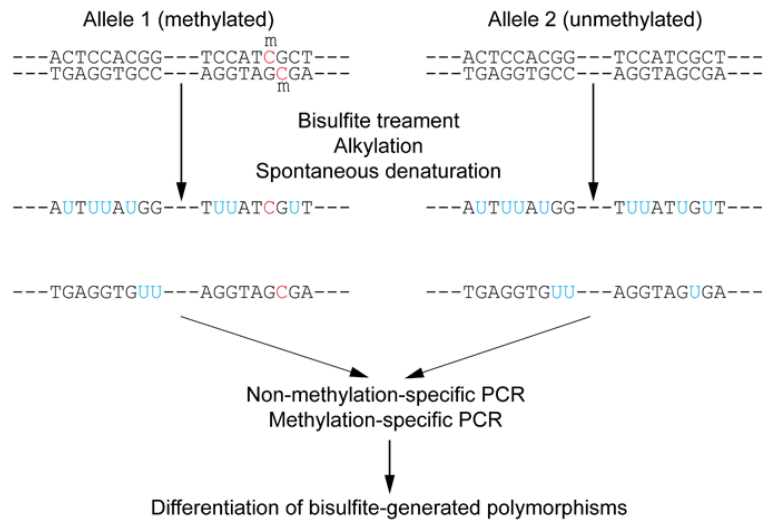 Allele 1 (methylated) Allele 2 (unmethylated)
m
---ACTCCACGG---TCCATCGCT--- ---ACTCCACGG---TCCATCGCT---
---TGAGGTGCC---AGGTAGCGA--- ---TGAGGTGCC---AGGTAGCGA---
m
Bisulfite treament
Alkylation
Spontaneous denaturation
---AUTUUAUGG---TUUATCGUT--- ---AUTUUAUGG---TUUATUGUT---
---TGAGGTGUU---AGGTAGCGA--- ---TGAGGTGUU---AGGTAGUGA---
Non-methylation-specific PCR
Methylation-specific PCR
Differentiation of bisulfite-generated polymorphisms